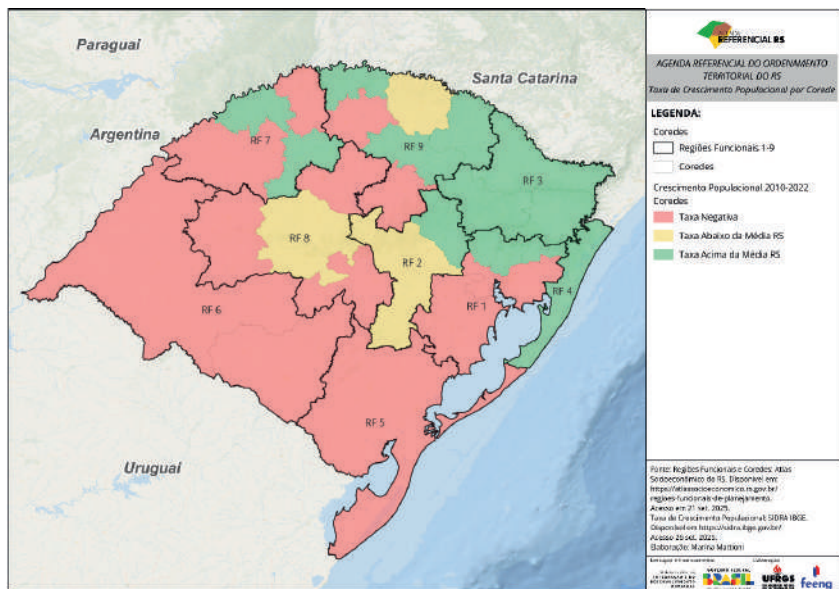 Paraguai
Santa Catarina
Argentina
Uruguai
RF 7
RF 9
RF 3
RF 8
RF 2
RF 4
RF 1
RF 6
RF 5
AGENDA
REFERENCIAL RS
AGENDA REFERENCIAL DO ORDENAMENTO
TERRITORIAL DO RS
Taxa de Crescimento Populacional por Corede
LEGENDA:
Coredes
Regiões Funcionais 1-9
Coredes
Crescimento Populacional 2010-2022
Coredes
Taxa Negativa
Taxa Abaixo da Média RS
Taxa Acima da Média RS
Fonte: Regiões Funcionais e Coredes: Atlas
Socioeconômico do RS. Disponível em:
https://atlassocioeconomico.rs.gov.br/
regioes-funcionais-de-planejamento.
Acesso em 21 set. 2025.
Taxa de Crescimento Populacional: SIDRA IBGE.
Disponível em https://sidra.ibge.gov.br/
Acesso 26 set. 2025.
Elaboração: Marina Mattioni
BRASIL
UFRGS
feeng